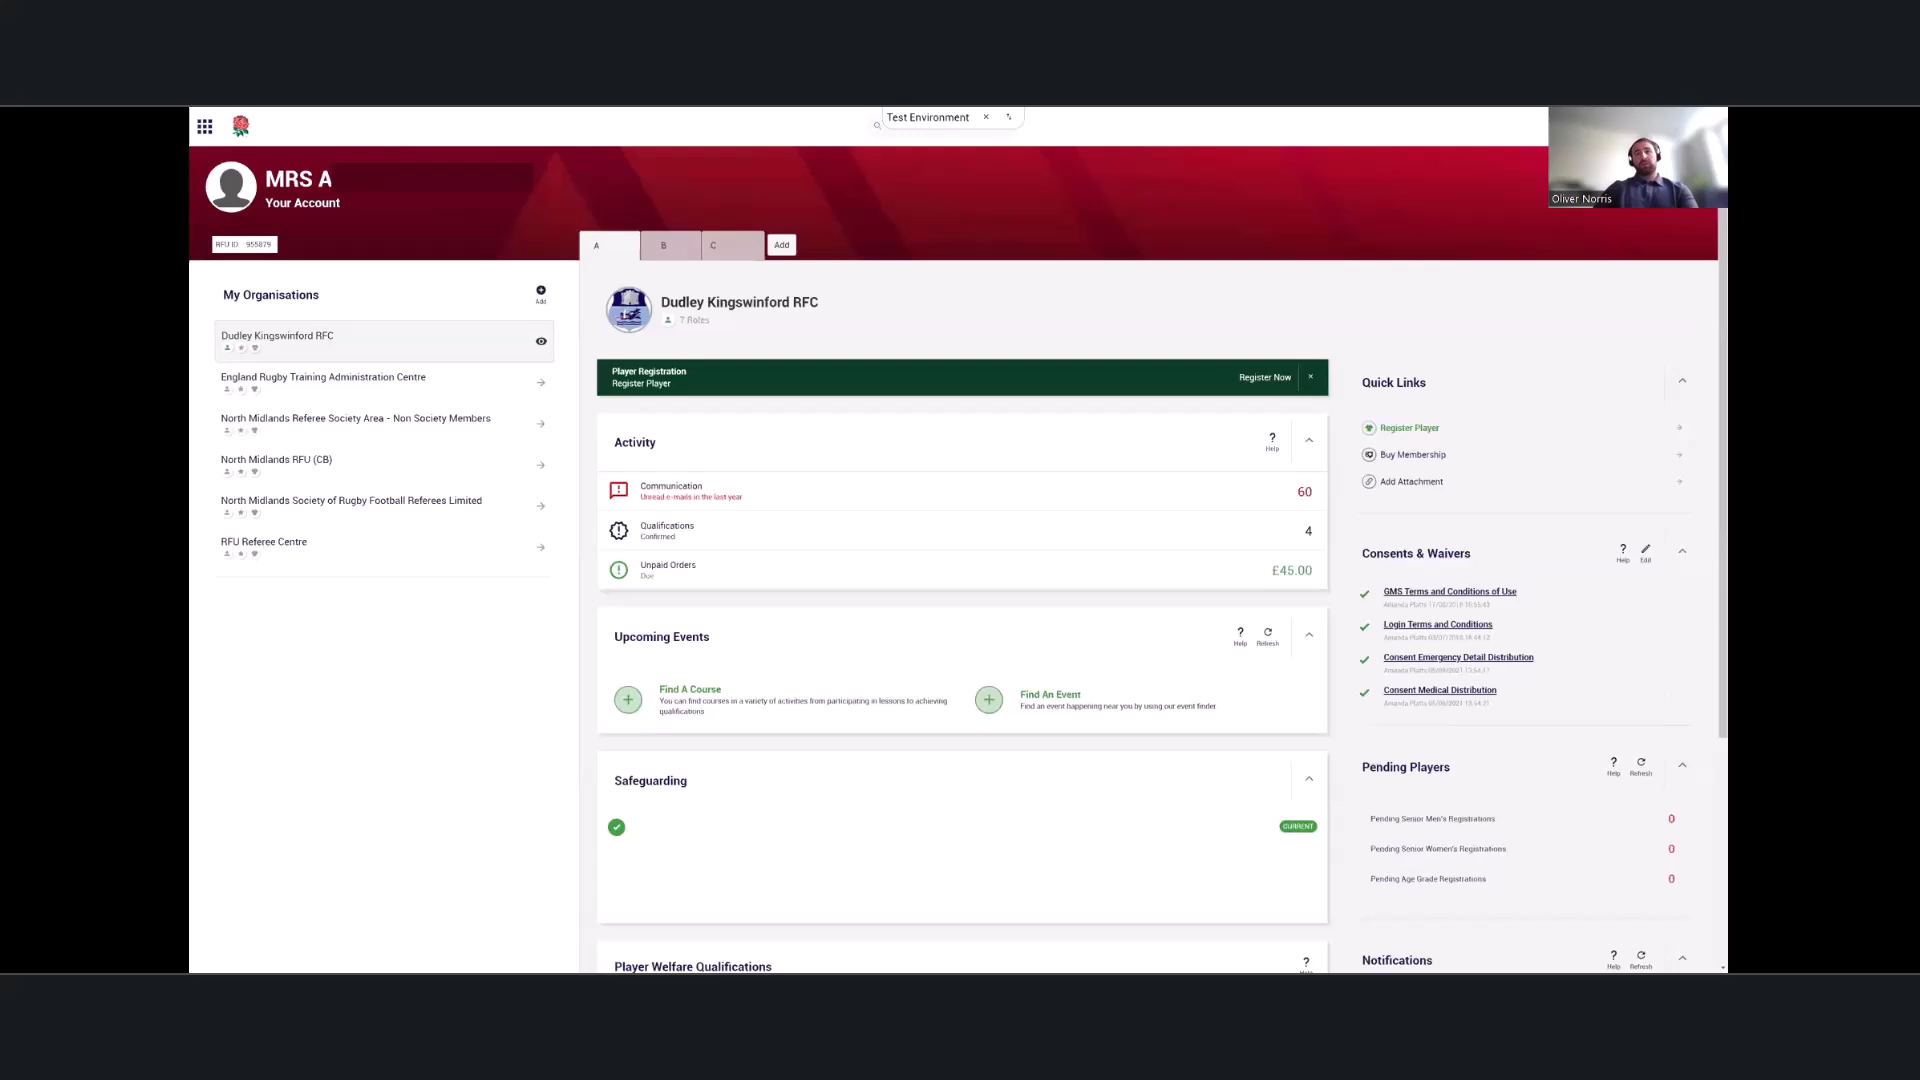 Test Environment
MRS A
Your Account
RFU ID 955879
Oliver Norris
A
B
C
Add
My Organisations
Add
Dudley Kingswinford RFC
England Rugby Training Administration Centre
North Midlands Referee Society Area - Non Society Members
North Midlands RFU (CB)
North Midlands Society of Rugby Football Referees Limited
RFU Referee Centre
Dudley Kingswinford RFC
7 Roles
Player Registration
Register Player
Register Now
Activity
Help
Communication
Unread e-mails in the last year
60
Qualifications
Confirmed
4
Unpaid Orders
Due
£45.00
Upcoming Events
Help
Refresh
Find A Course
You can find courses in a variety of activities from participating in lessons to achieving
qualifications
Find An Event
Find an event happening near you by using our event finder
Safeguarding
CURRENT
Player Welfare Qualifications
Quick Links
Register Player
Buy Membership
Add Attachment
Consents & Waivers
Help
Edit
GMS Terms and Conditions of Use
Amanda Platts
Login Terms and Conditions
Amanda Platts
Consent Emergency Detail Distribution
Amanda Platts
Consent Medical Distribution
Amanda Platts
Pending Players
Help
Refresh
Pending Senior Men's Registrations
0
Pending Senior Women's Registrations
0
Pending Age Grade Registrations
0
Notifications
Help
Refresh